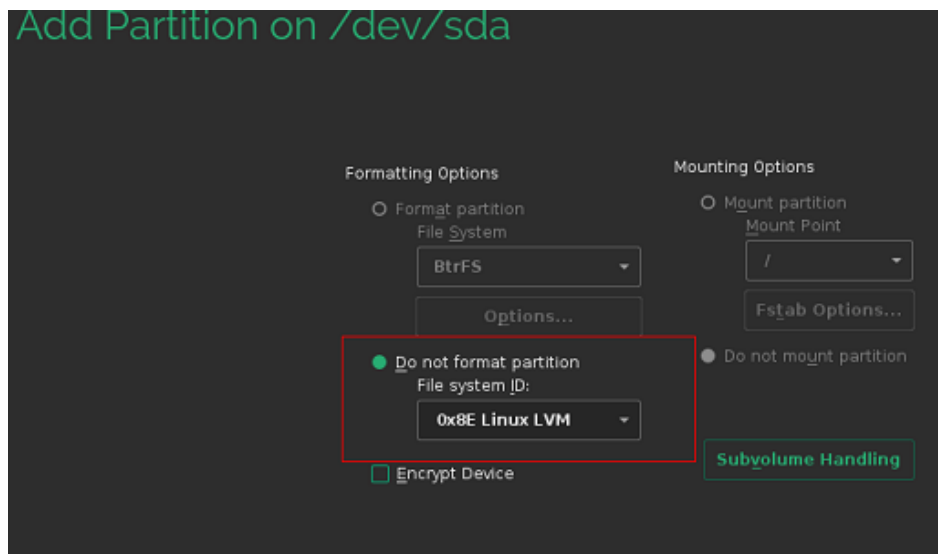 Add Partition on /dev/sda
Formatting Options
Format partition
File System
BtrFS
Options...
Do not format partition
File system ID:
0x8E Linux LVM
Encrypt Device
Mounting Options
Mount partition
Mount Point
/
Fstab Options...
Do not mount partition
Subvolume Handling